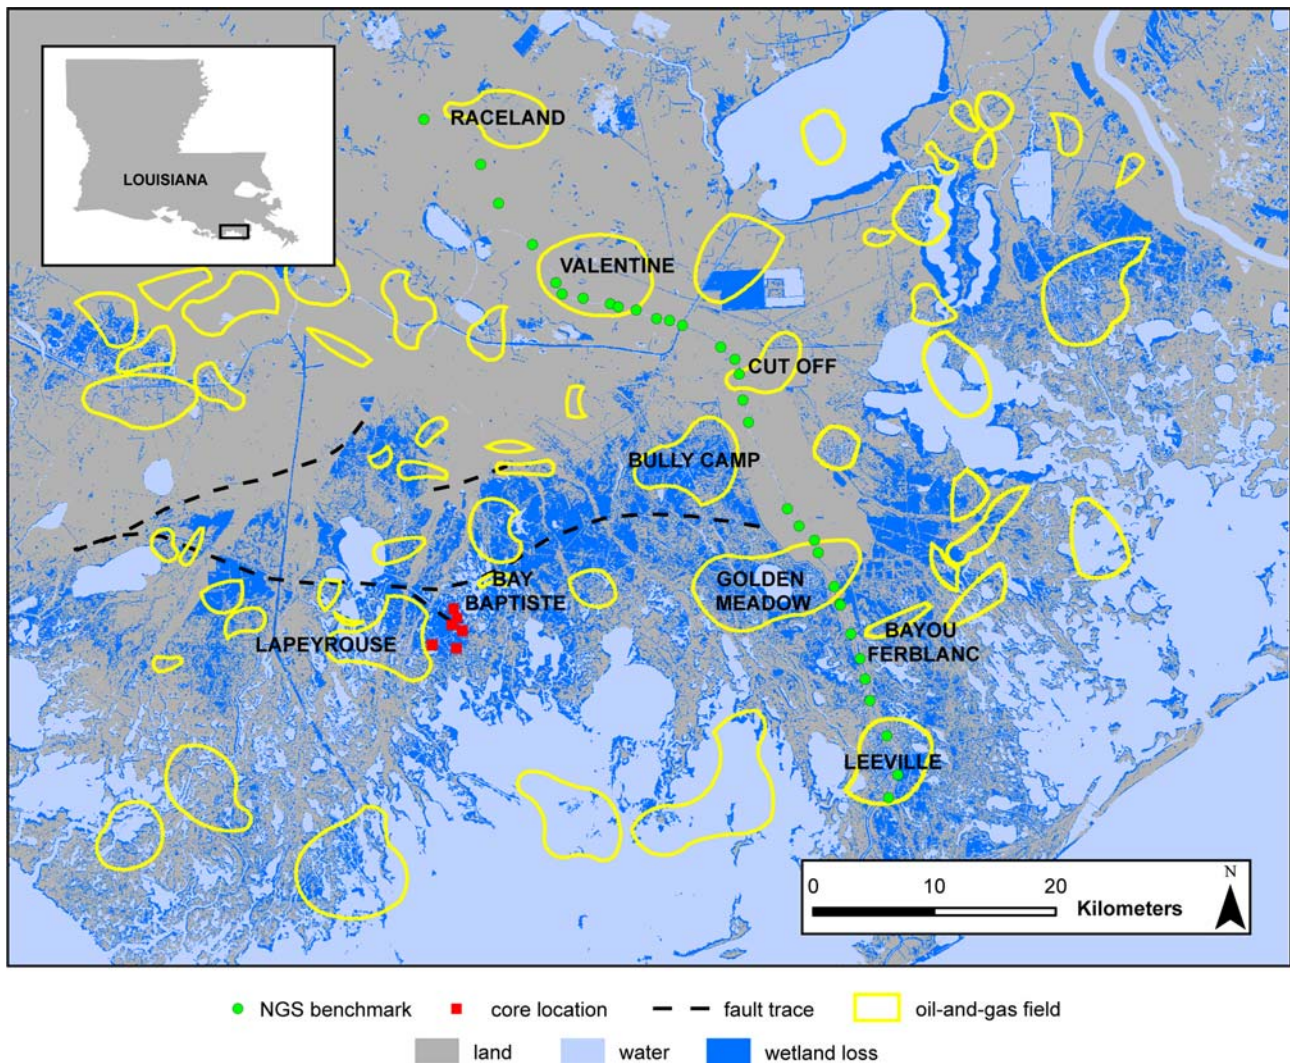 RACELAND
LOUISIANA
VALENTINE
CUT OFF
BULLY CAMP
BAY
BAPTISTE
GOLDEN
MEADOW
LAPEYROUSE
BAYOU
FERBLANC
LEEVILLE
N
0 10 20
Kilometers
NGS benchmark core location fault trace oil-and-gas field
land water wetland loss